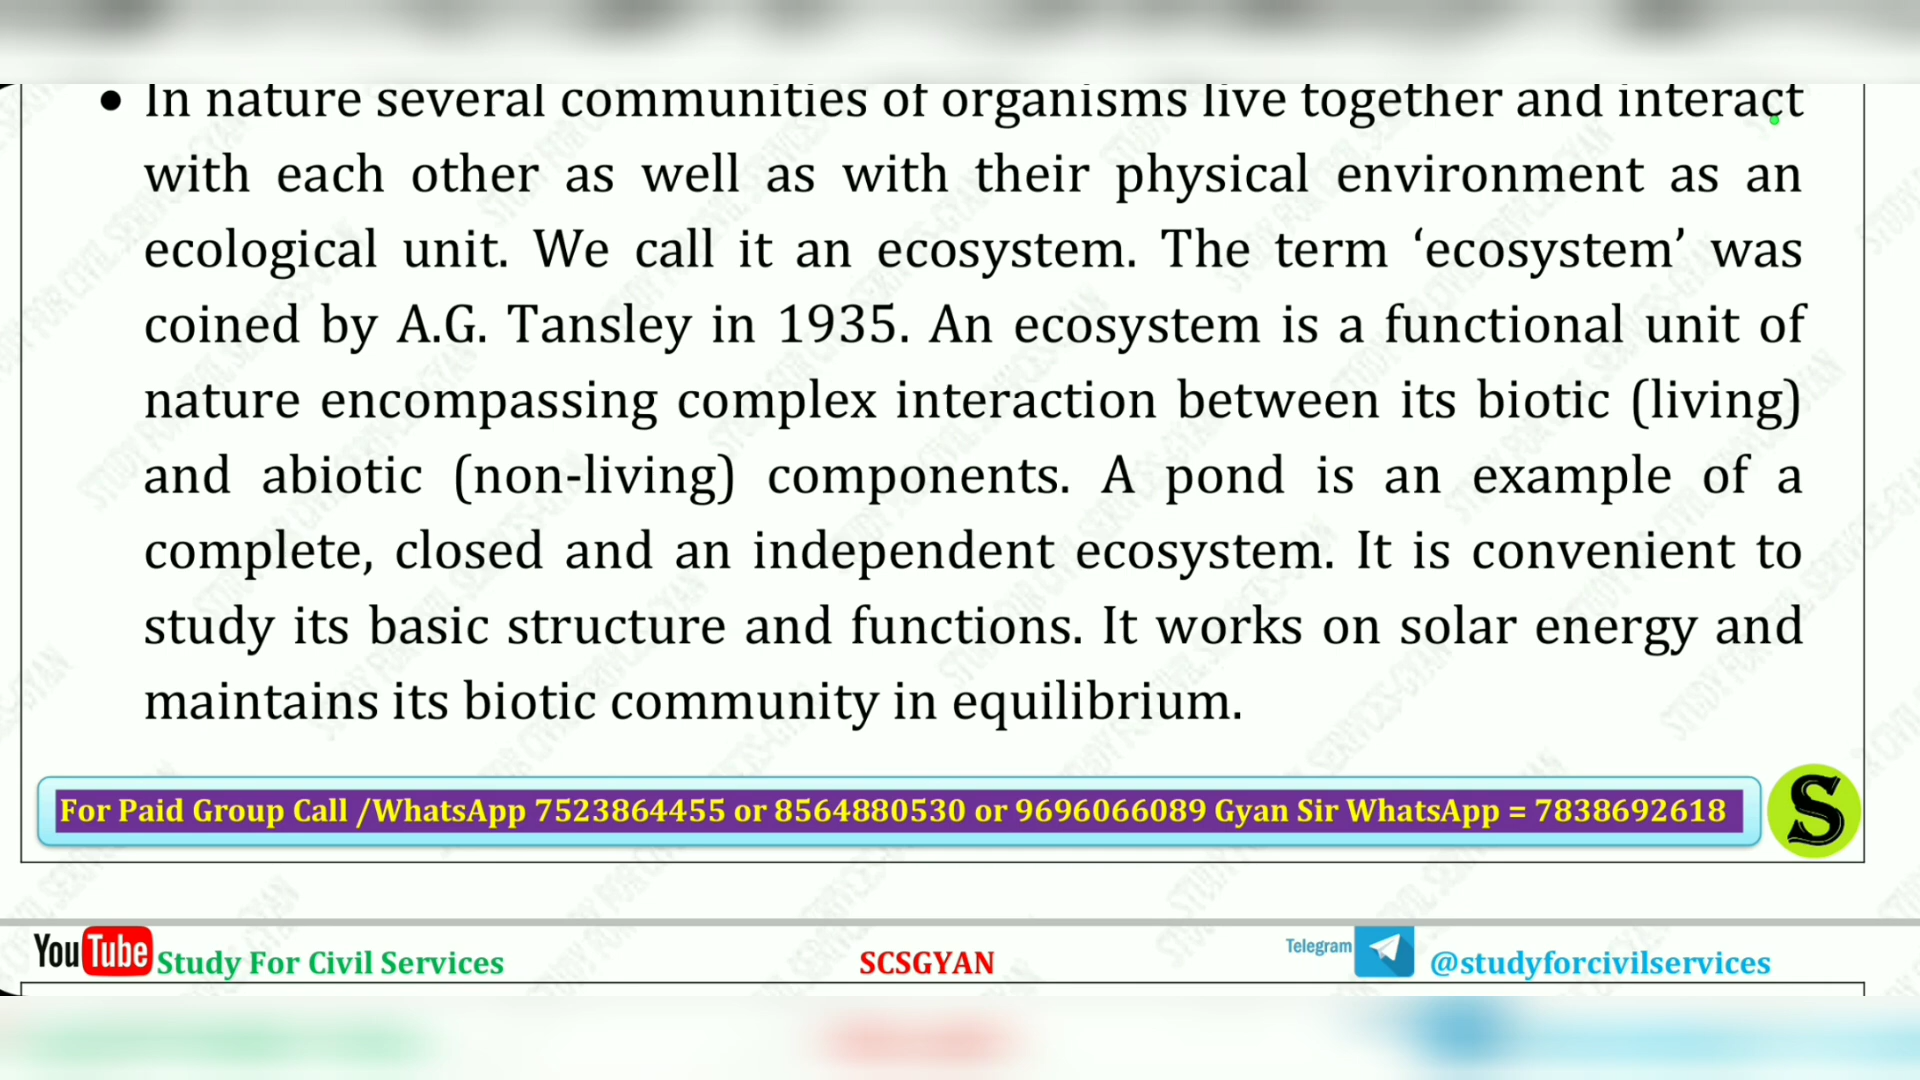 • In nature several communities of organisms live together and interact
with each other as well as with their physical environment as an
ecological unit. We call it an ecosystem. The term ‘ecosystem’ was
coined by A.G. Tansley in 1935. An ecosystem is a functional unit of
nature encompassing complex interaction between its biotic (living)
and abiotic (non-living) components. A pond is an example of a
complete, closed and an independent ecosystem. It is convenient to
study its basic structure and functions. It works on solar energy and
maintains its biotic community in equilibrium.
For Paid Group Call /WhatsApp 7523864455 or 8564880530 or 9696066089 Gyan Sir WhatsApp = 7838692618
S
YouTube Study For Civil Services SCSGYAN Telegram @studyforcivilservices